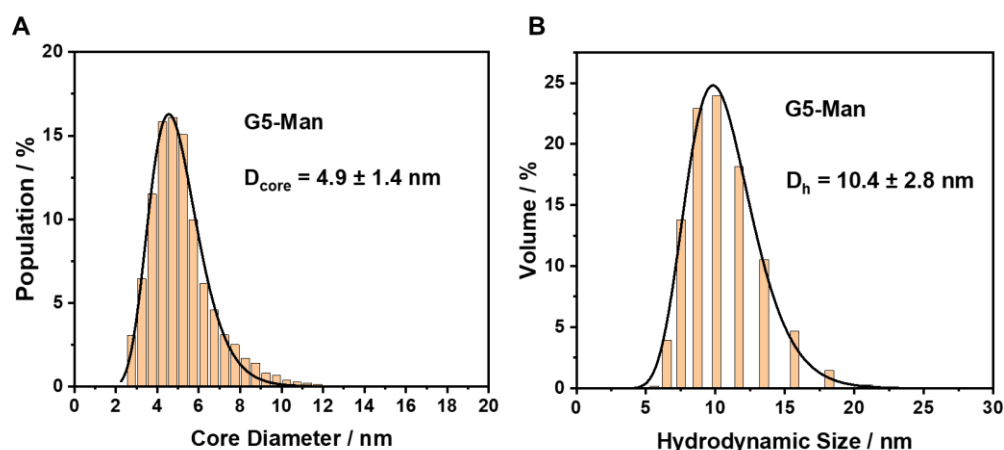 A
B
G5-Man
D_core = 4.9 ± 1.4 nm
Population / %
20
15
10
5
0
0 2 4 6 8 10 12 14 16 18 20
Core Diameter / nm
G5-Man
D_h = 10.4 ± 2.8 nm
Volume / %
25
20
15
10
5
0
0 5 10 15 20 25 30
Hydrodynamic Size / nm